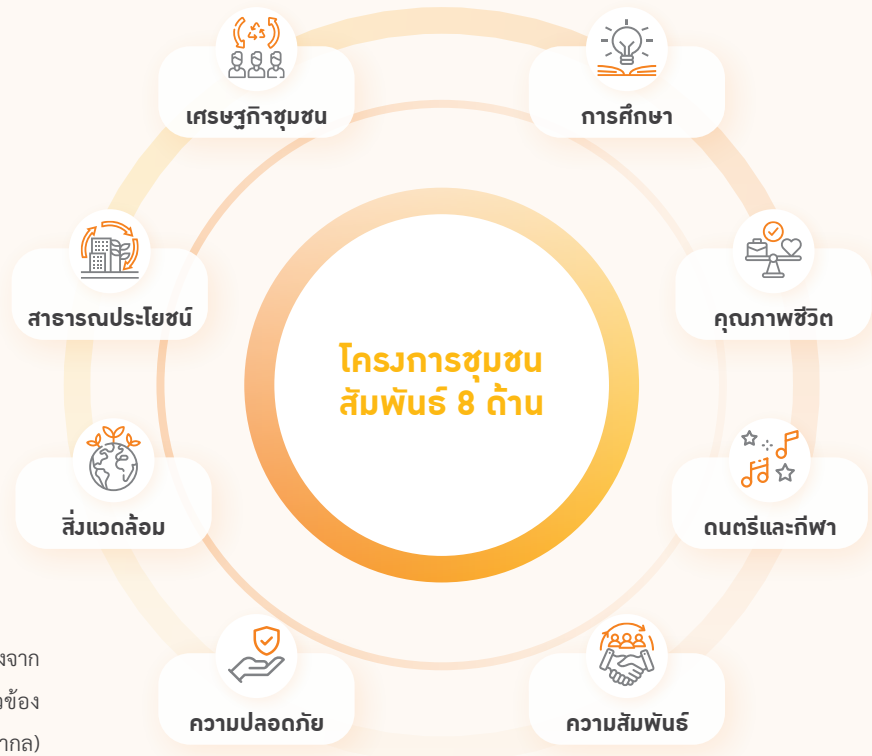 เศรษฐกิจชุมชน
การศึกษา
สาธารณประโยชน์
คุณภาพชีวิต
โครงการชุมชน
สัมพันธ์ 8 ด้าน
สิ่งแวดล้อม
ดนตรีและกีฬา
ความปลอดภัย
ความสัมพันธ์